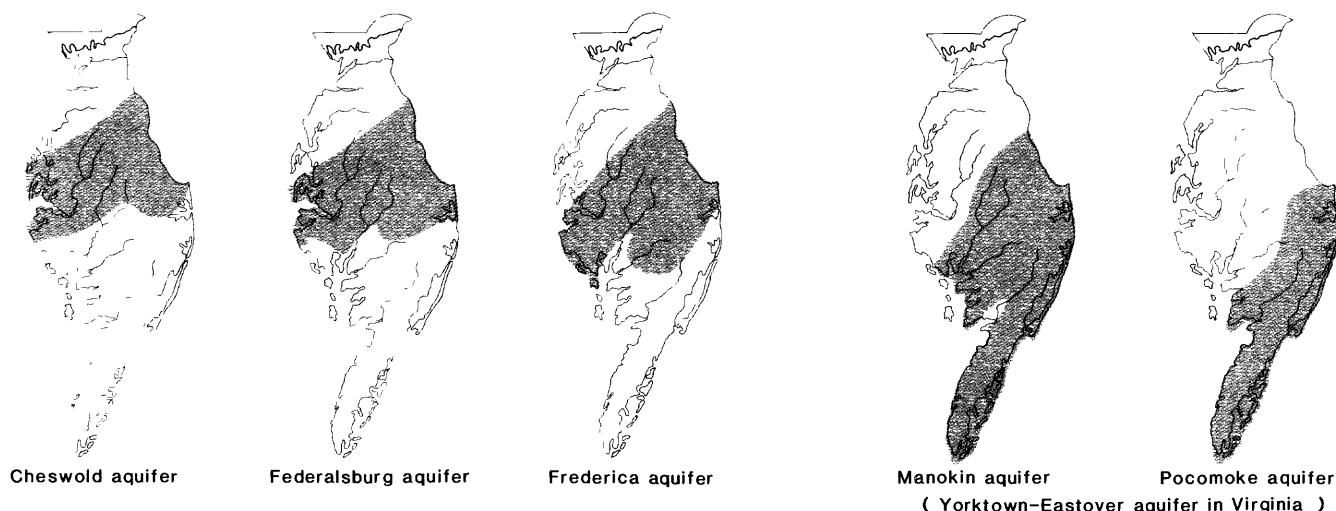 Cheswold aquifer
Federalsburg aquifer
Frederica aquifer
Manokin aquifer
Pocomoke aquifer
( Yorktown-Eastover aquifer in Virginia )